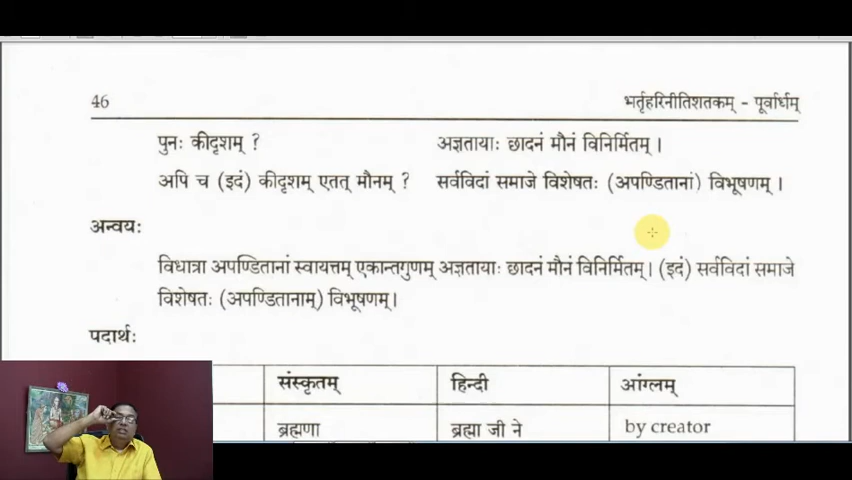 46 भर्तृहरिनीतिशतकम् - पूर्वार्धम्
पुनः कीदृशम् ? अज्ञतायाः छादनं मौनं विनिर्मितम् ।
अपि च (इदं) कीदृशम् एतत् मौनम् ? सर्वविदां समाजे विशेषतः (अपण्डितानां) विभूषणम् ।
अन्वयः
विधात्रा अपण्डितानां स्वायत्तम् एकान्तगुणम् अज्ञतायाः छादनं मौनं विनिर्मितम् । (इदं) सर्वविदां समाजे
विशेषतः (अपण्डितानाम्) विभूषणम् ।
पदार्थः
संस्कृतम् हिन्दी आंग्लम्
ब्रह्मणा ब्रह्मा जी ने by creator